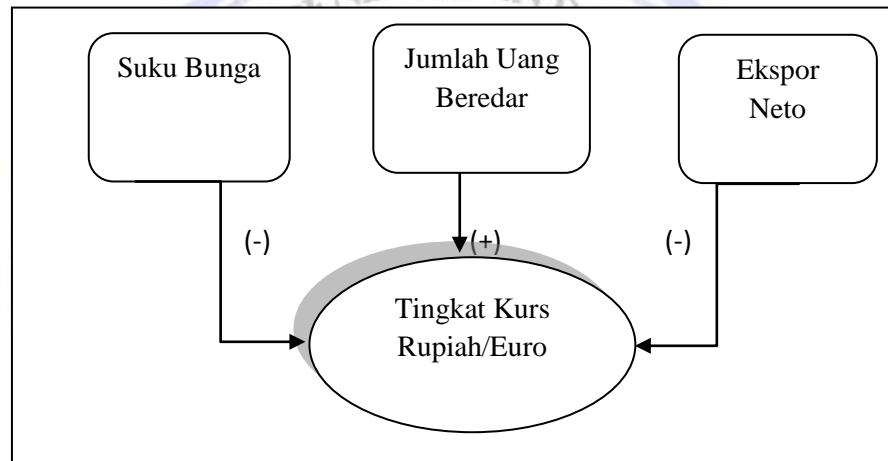 Suku Bunga
Jumlah Uang
Beredar
Ekspor
Neto
(-)
(+)
(-)
Tingkat Kurs
Rupiah/Euro